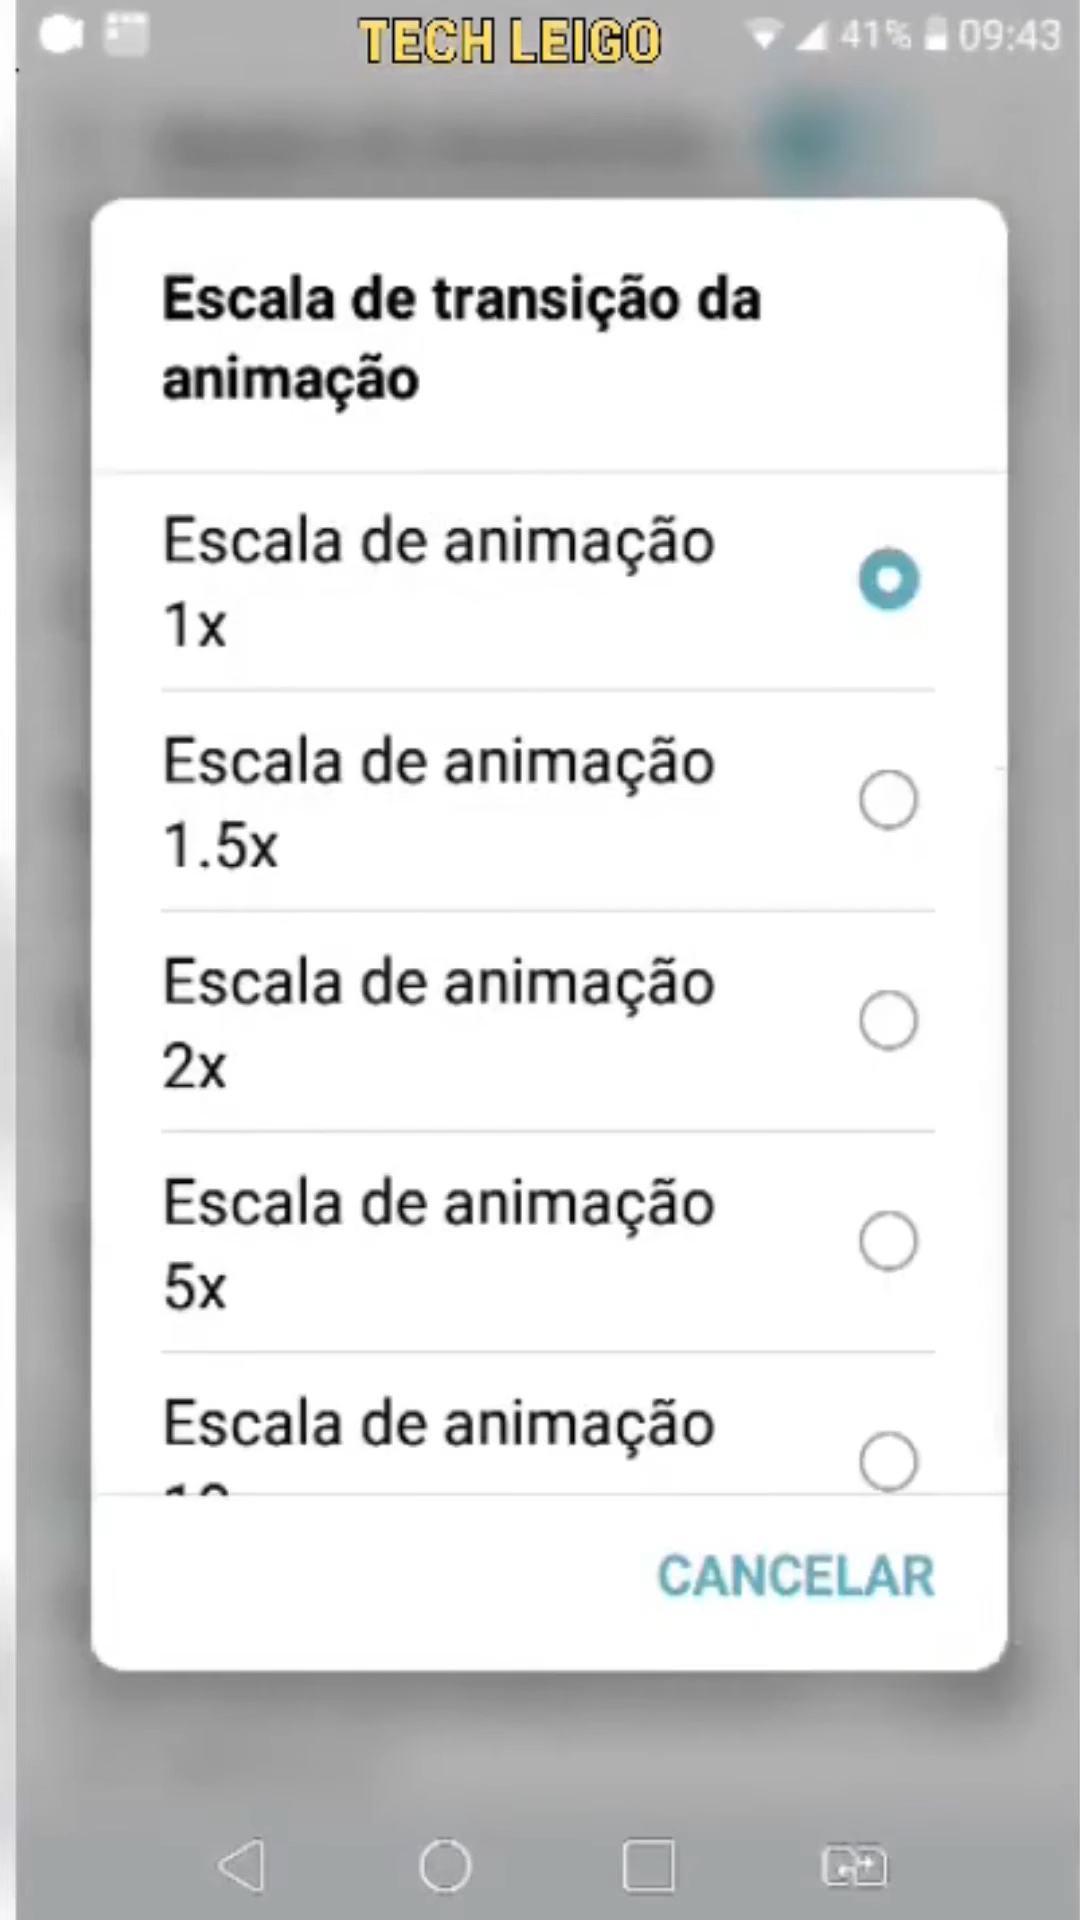 TECH LEIGO
41% 09:43
Escala de transição da
animação
Escala de animação
1x
Escala de animação
1.5x
Escala de animação
2x
Escala de animação
5x
Escala de animação
CANCELAR